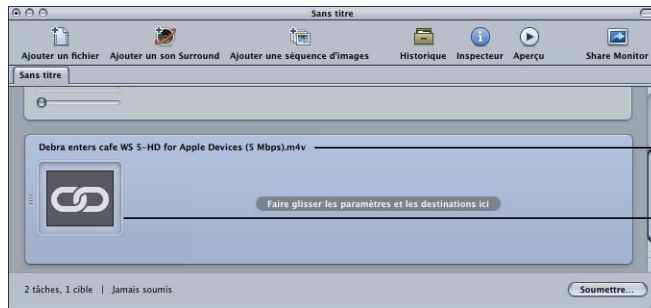 Sans titre
Ajouter un fichier Ajouter un son Surround Ajouter une séquence d'images Historique Inspecteur Aperçu Share Monitor
Sans titre
Debra enters cafe WS 5-HD for Apple Devices (5 Mbps).m4v
Faire glisser les paramètres et les destinations ici
2 tâches, 1 cible | Jamais soumis Soumettre...